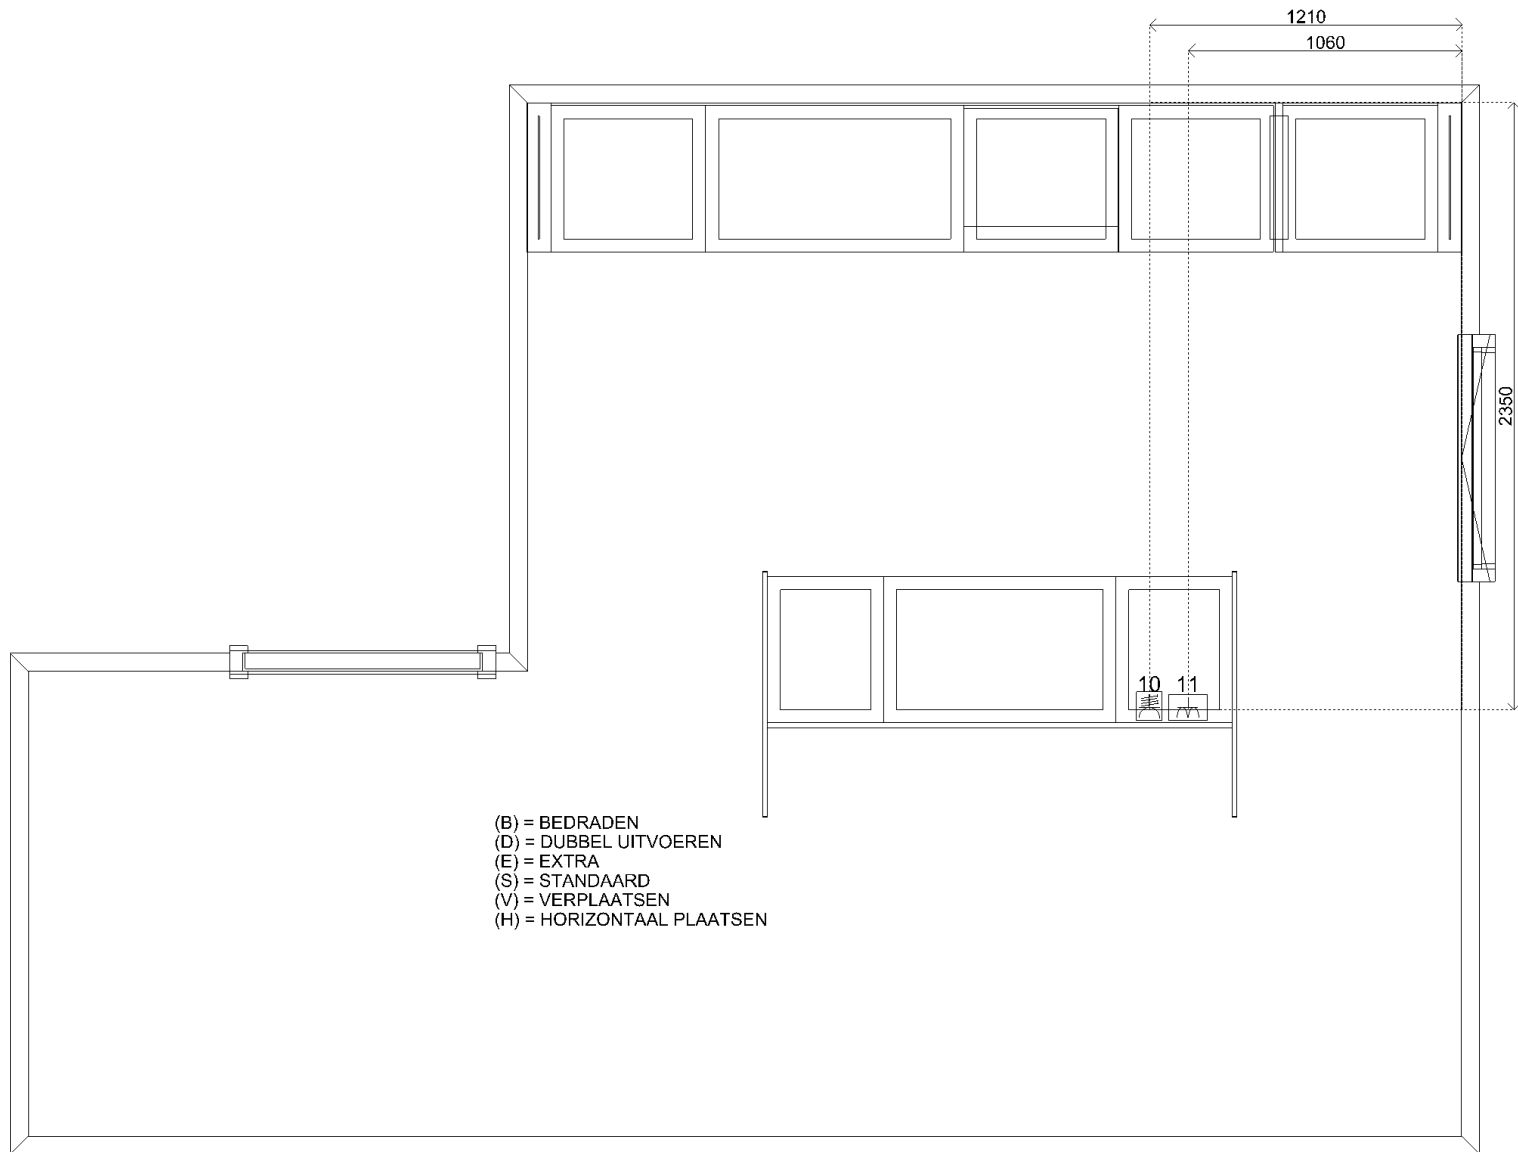 1210
1060
2350
10 11
(B) = BEDRADEN
(D) = DUBBEL UITVOEREN
(E) = EXTRA
(S) = STANDAARD
(V) = VERPLAATSEN
(H) = HORIZONTAAL PLAATSEN